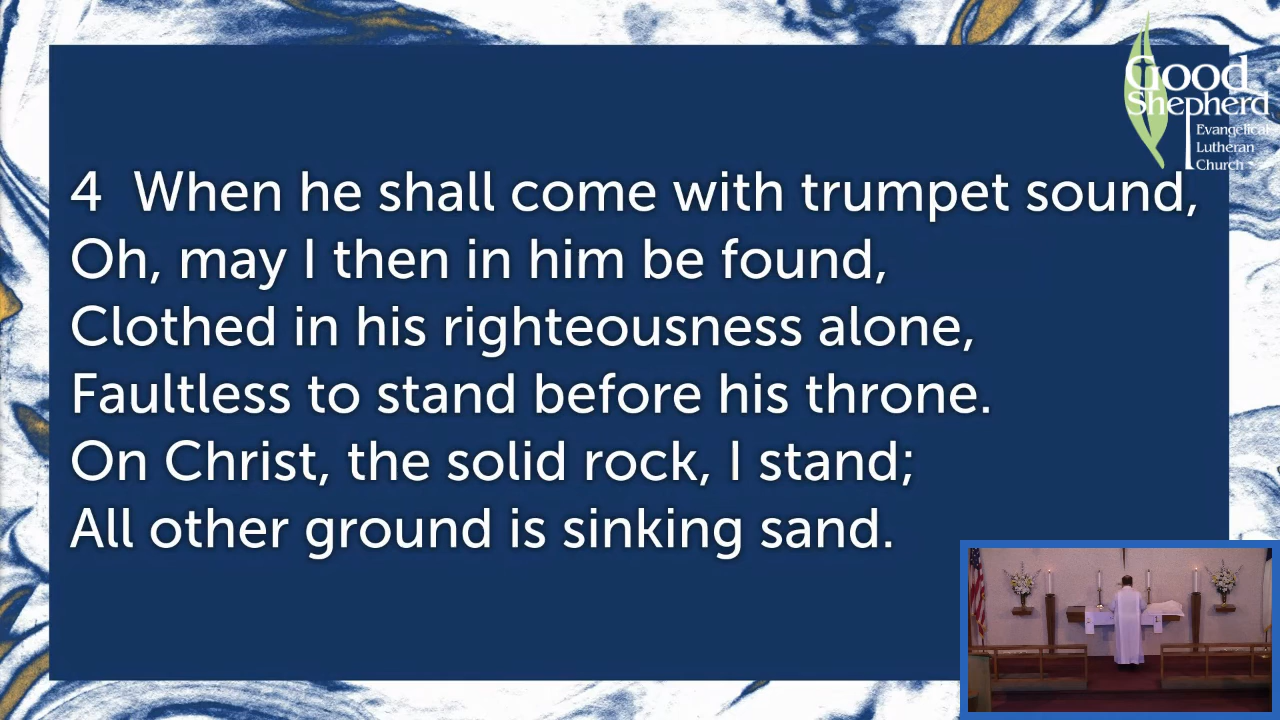 Good
Shepherd
Evangelical
Lutheran
Church
4 When he shall come with trumpet sound,
Oh, may I then in him be found,
Clothed in his righteousness alone,
Faultless to stand before his throne.
On Christ, the solid rock, I stand;
All other ground is sinking sand.